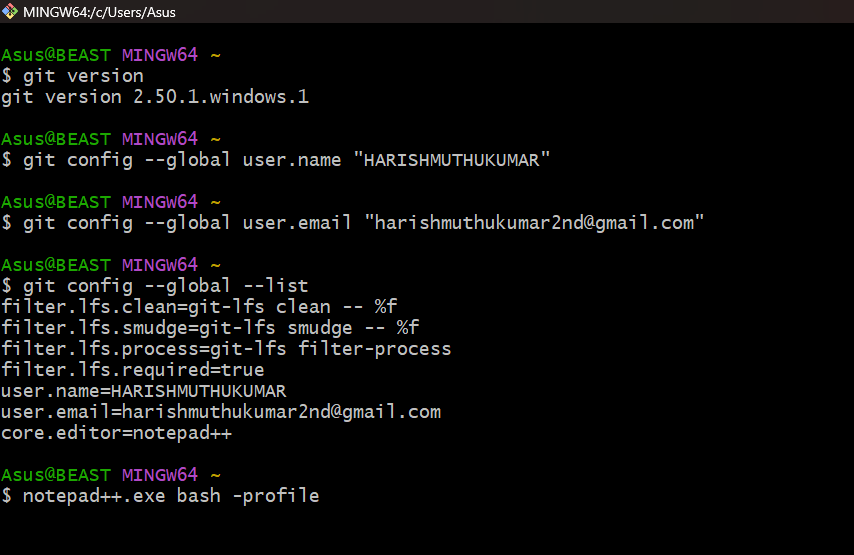 MINGW64:/c/Users/Asus
Asus@BEAST MINGW64 ~
$ git version
git version 2.50.1.windows.1
Asus@BEAST MINGW64 ~
$ git config --global user.name "HARISHMUTHUKUMAR"
Asus@BEAST MINGW64 ~
$ git config --global user.email "harishmuthukumar2nd@gmail.com"
Asus@BEAST MINGW64 ~
$ git config --global --list
filter.lfs.clean=git-lfs clean -- %f
filter.lfs.smudge=git-lfs smudge -- %f
filter.lfs.process=git-lfs filter-process
filter.lfs.required=true
user.name=HARISHMUTHUKUMAR
user.email=harishmuthukumar2nd@gmail.com
core.editor=notepad++
Asus@BEAST MINGW64 ~
$ notepad++.exe bash -profile